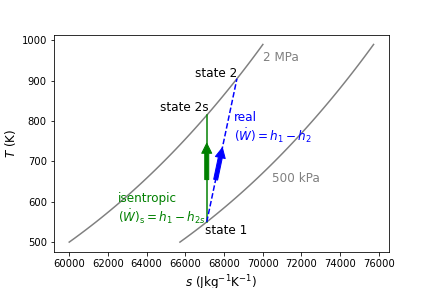 1000
900
800
700
600
500
T (K)
2 MPa
state 2
state 2s
real
(Ẇ) = h₁ − h₂
500 kPa
isentropic
(Ẇ)ₛ = h₁ − h₂ₛ
state 1
60000 62000 64000 66000 68000 70000 72000 74000 76000
s (Jkg⁻¹K⁻¹)